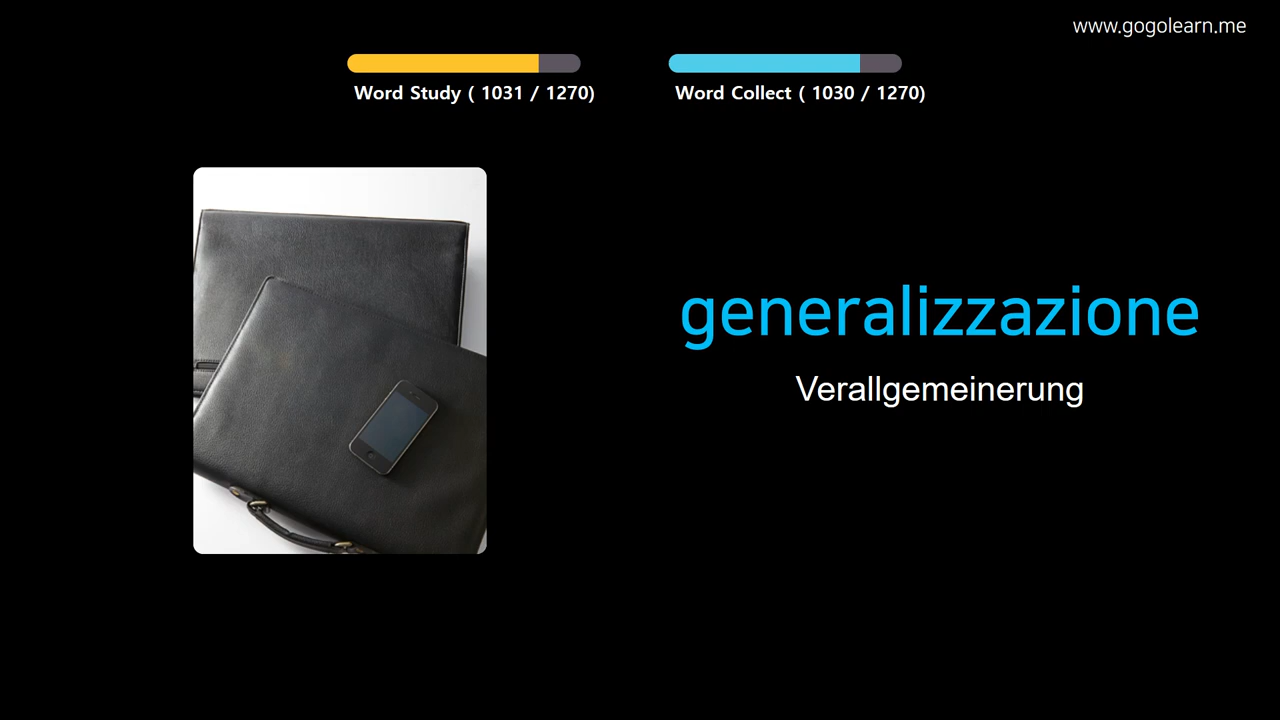 www.gogolearn.me
Word Study ( 1031 / 1270)
Word Collect ( 1030 / 1270)
generalizzazione
Verallgemeinerung